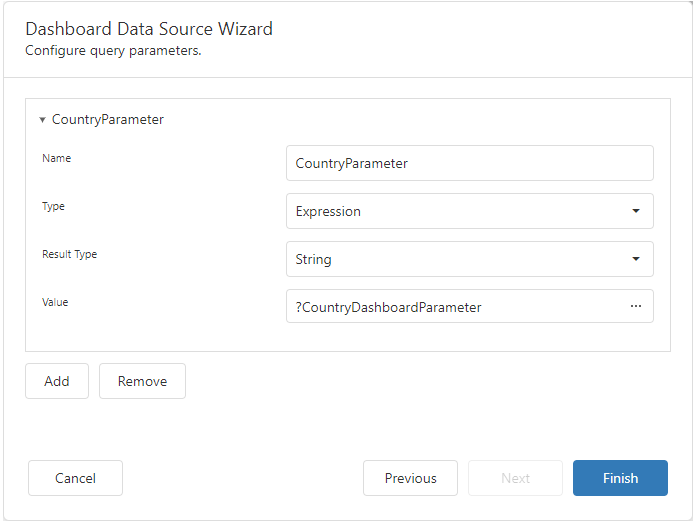 Dashboard Data Source Wizard
Configure query parameters.
CountryParameter
Name
CountryParameter
Type
Expression
Result Type
String
Value
?CountryDashboardParameter
Add
Remove
Cancel
Previous
Next
Finish